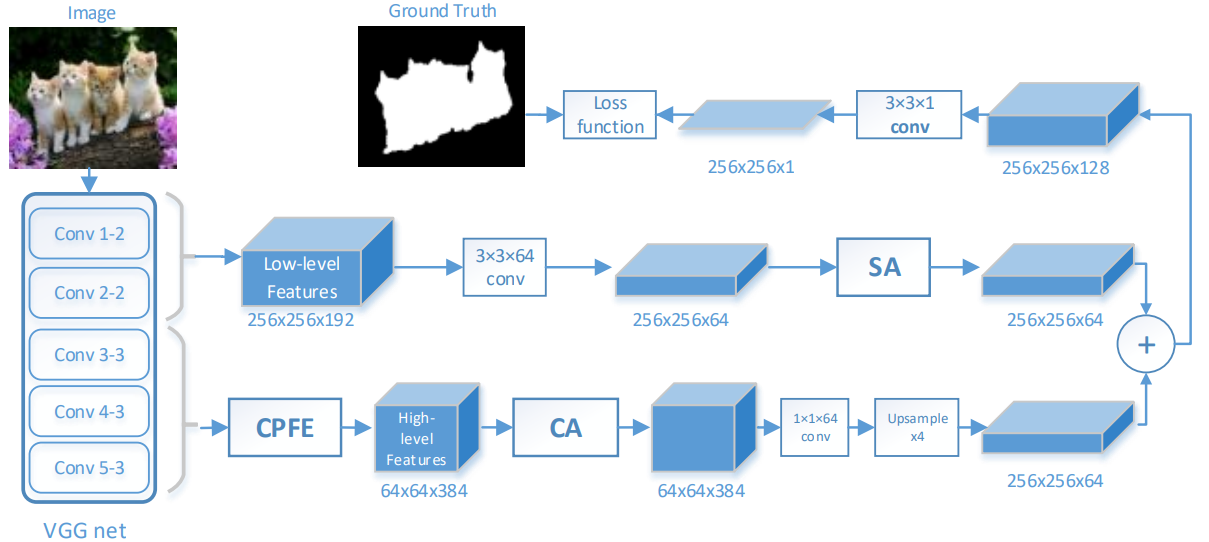 Image
Ground Truth
Loss
function
256x256x1
3×3×1
conv
256x256x128
Conv 1-2
Conv 2-2
Conv 3-3
Conv 4-3
Conv 5-3
VGG net
Low-level
Features
256x256x192
3×3×64
conv
256x256x64
SA
256x256x64
+
CPFE
High-
level
Features
64x64x384
CA
64x64x384
1×1×64
conv
Upsample
x4
256x256x64